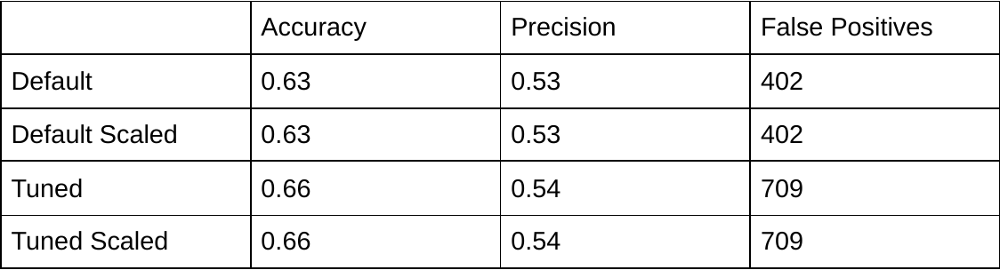 Accuracy Precision False Positives
Default 0.63 0.53 402
Default Scaled 0.63 0.53 402
Tuned 0.66 0.54 709
Tuned Scaled 0.66 0.54 709